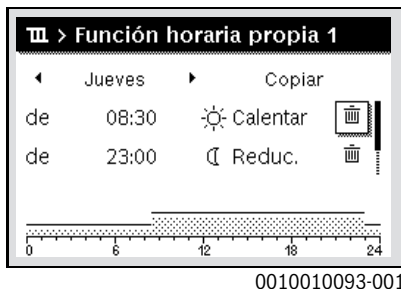 > Función horaria propia 1
Jueves Copiar
de 08:30 Calentar
de 23:00 Reduc.
0 6 12 18 24
0010010093-001